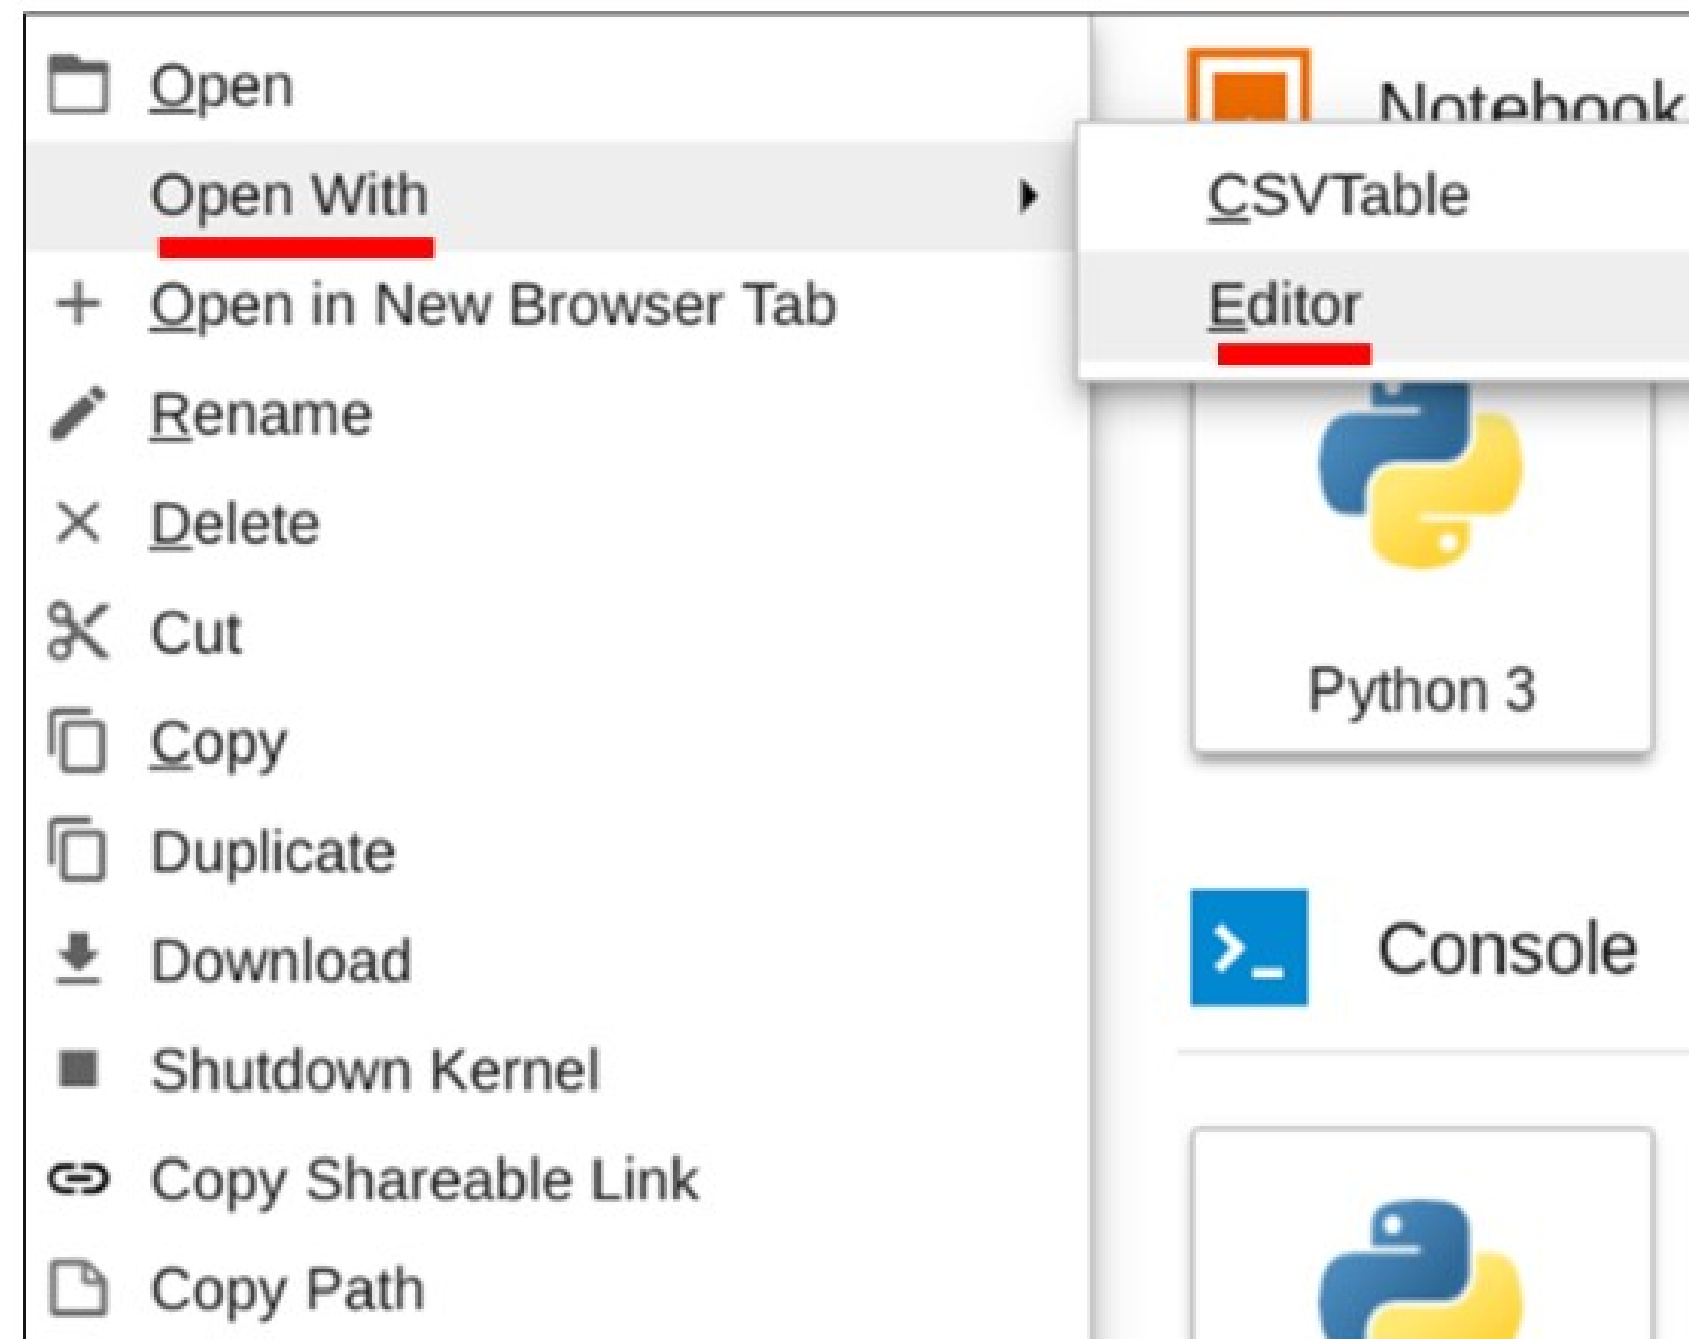 Open
Open With
Open in New Browser Tab
Rename
Delete
Cut
Copy
Duplicate
Download
Shutdown Kernel
Copy Shareable Link
Copy Path
Notebook
CSVTable
Editor
Python 3
Console